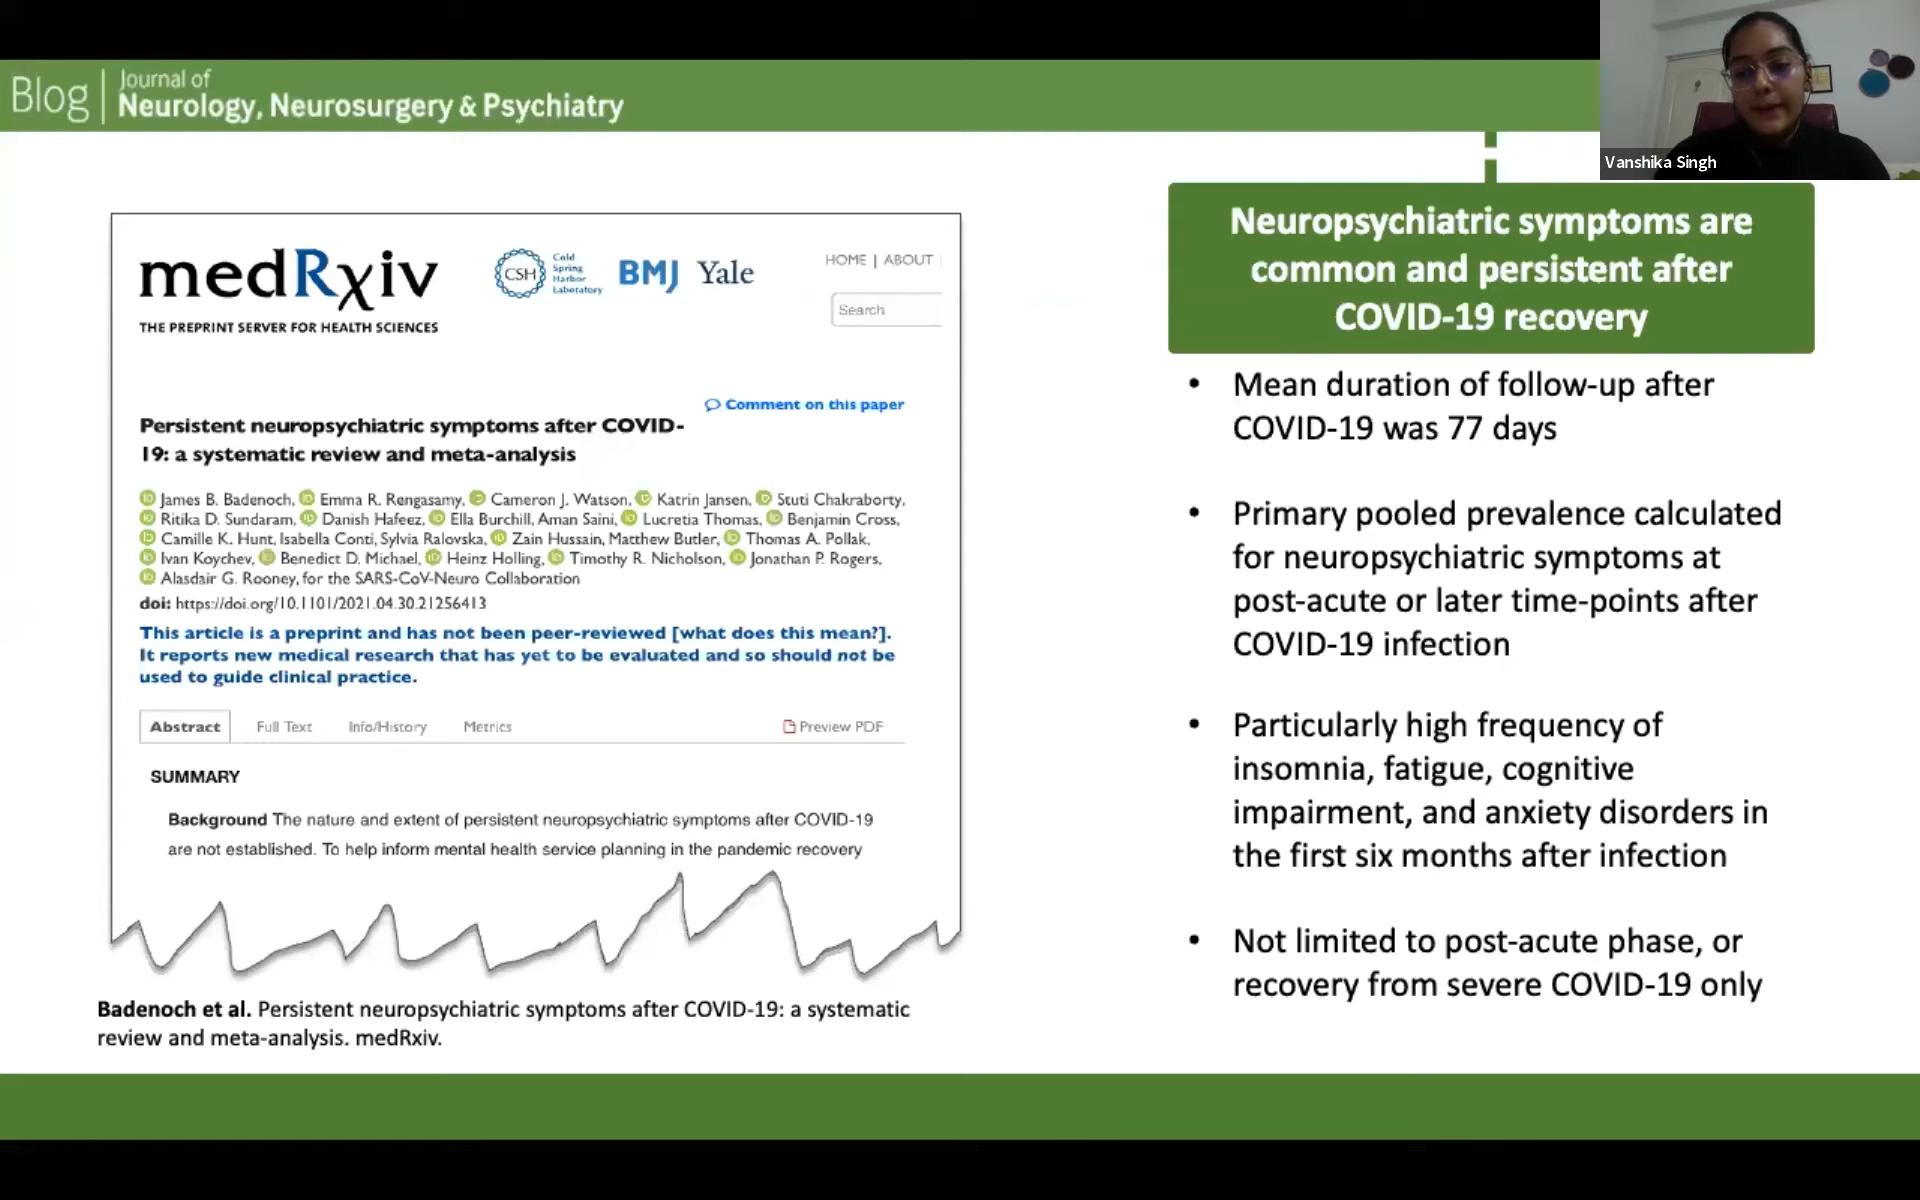 Blog | Journal of
Neurology, Neurosurgery & Psychiatry
Vanshika Singh
medRχiv
THE PREPRINT SERVER FOR HEALTH SCIENCES
CSH
Cold
Spring
Harbor
Laboratory
BMJ Yale
HOME | ABOUT
Search
Comment on this paper
Persistent neuropsychiatric symptoms after COVID-
19: a systematic review and meta-analysis
James B. Badenoch, Emma R. Rengasamy, Cameron J. Watson, Katrin Jansen, Stuti Chakraborty,
Ritika D. Sundaram, Danish Hafeez, Ella Burchill, Aman Saini, Lucretia Thomas, Benjamin Cross,
Camille K. Hunt, Isabella Conti, Sylvia Ralovska, Zain Hussain, Matthew Butler, Thomas A. Pollak,
Ivan Koychev, Benedict D. Michael, Heinz Holling, Timothy R. Nicholson, Jonathan P. Rogers,
Alasdair G. Rooney, for the SARS-CoV-Neuro Collaboration
doi: https://doi.org/10.1101/2021.04.30.21256413
This article is a preprint and has not been peer-reviewed [what does this mean?].
It reports new medical research that has yet to be evaluated and so should not be
used to guide clinical practice.
Abstract Full Text Info/History Metrics Preview PDF
SUMMARY
Background The nature and extent of persistent neuropsychiatric symptoms after COVID-19
are not established. To help inform mental health service planning in the pandemic recovery
Badenoch et al. Persistent neuropsychiatric symptoms after COVID-19: a systematic
review and meta-analysis. medRxiv.
Neuropsychiatric symptoms are
common and persistent after
COVID-19 recovery
• Mean duration of follow-up after
COVID-19 was 77 days
• Primary pooled prevalence calculated
for neuropsychiatric symptoms at
post-acute or later time-points after
COVID-19 infection
• Particularly high frequency of
insomnia, fatigue, cognitive
impairment, and anxiety disorders in
the first six months after infection
• Not limited to post-acute phase, or
recovery from severe COVID-19 only